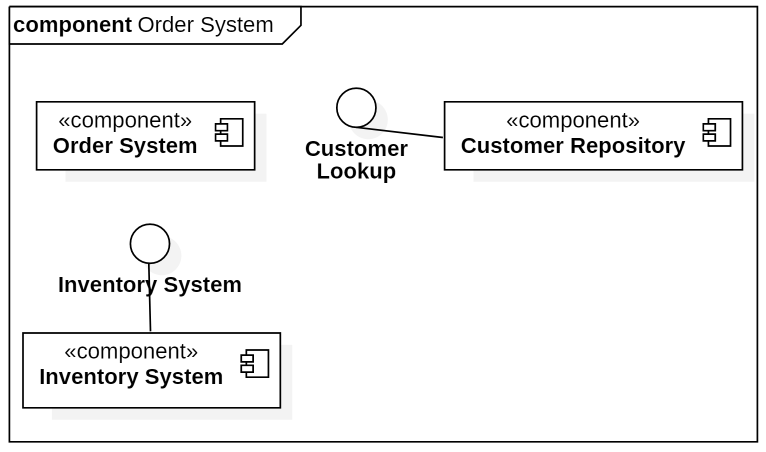 component Order System
«component»
Order System
Customer
Lookup
«component»
Customer Repository
Inventory System
«component»
Inventory System